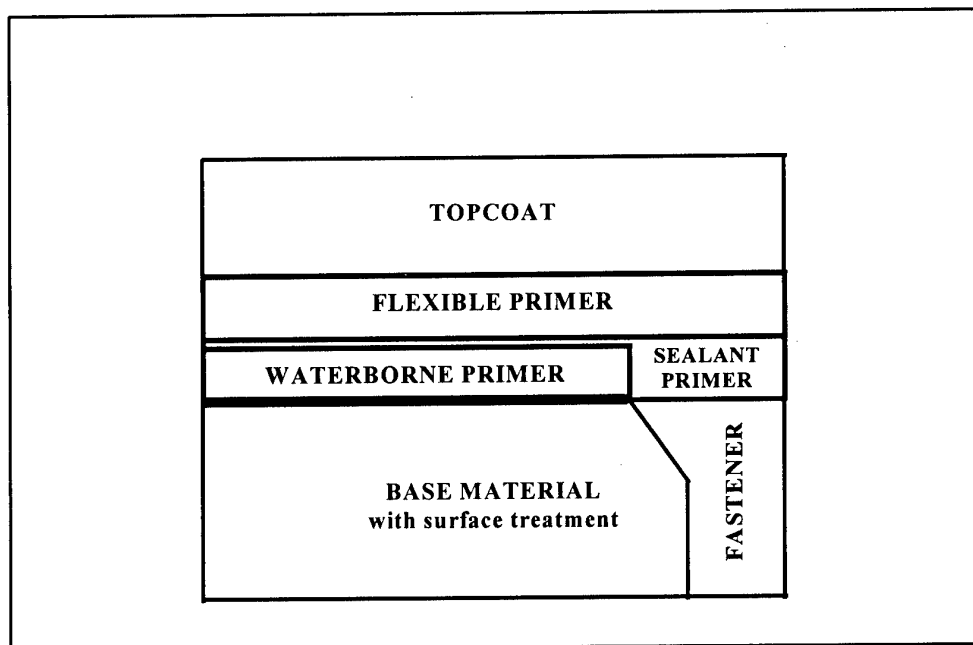 TOPCOAT
FLEXIBLE PRIMER
WATERBORNE PRIMER
SEALANT
PRIMER
BASE MATERIAL
with surface treatment
FASTENER